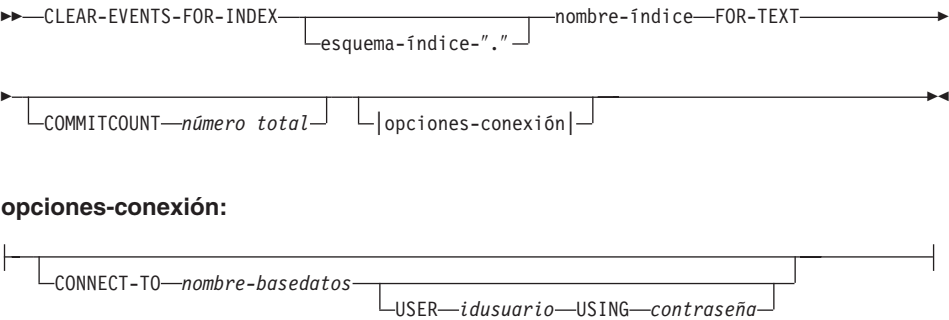 CLEAR-EVENTS-FOR-INDEX nombre-índice FOR-TEXT
esquema-índice-"."
COMMITCOUNT número total |opciones-conexión|
opciones-conexión:
CONNECT-TO nombre-basedatos
USER idusuario USING contraseña